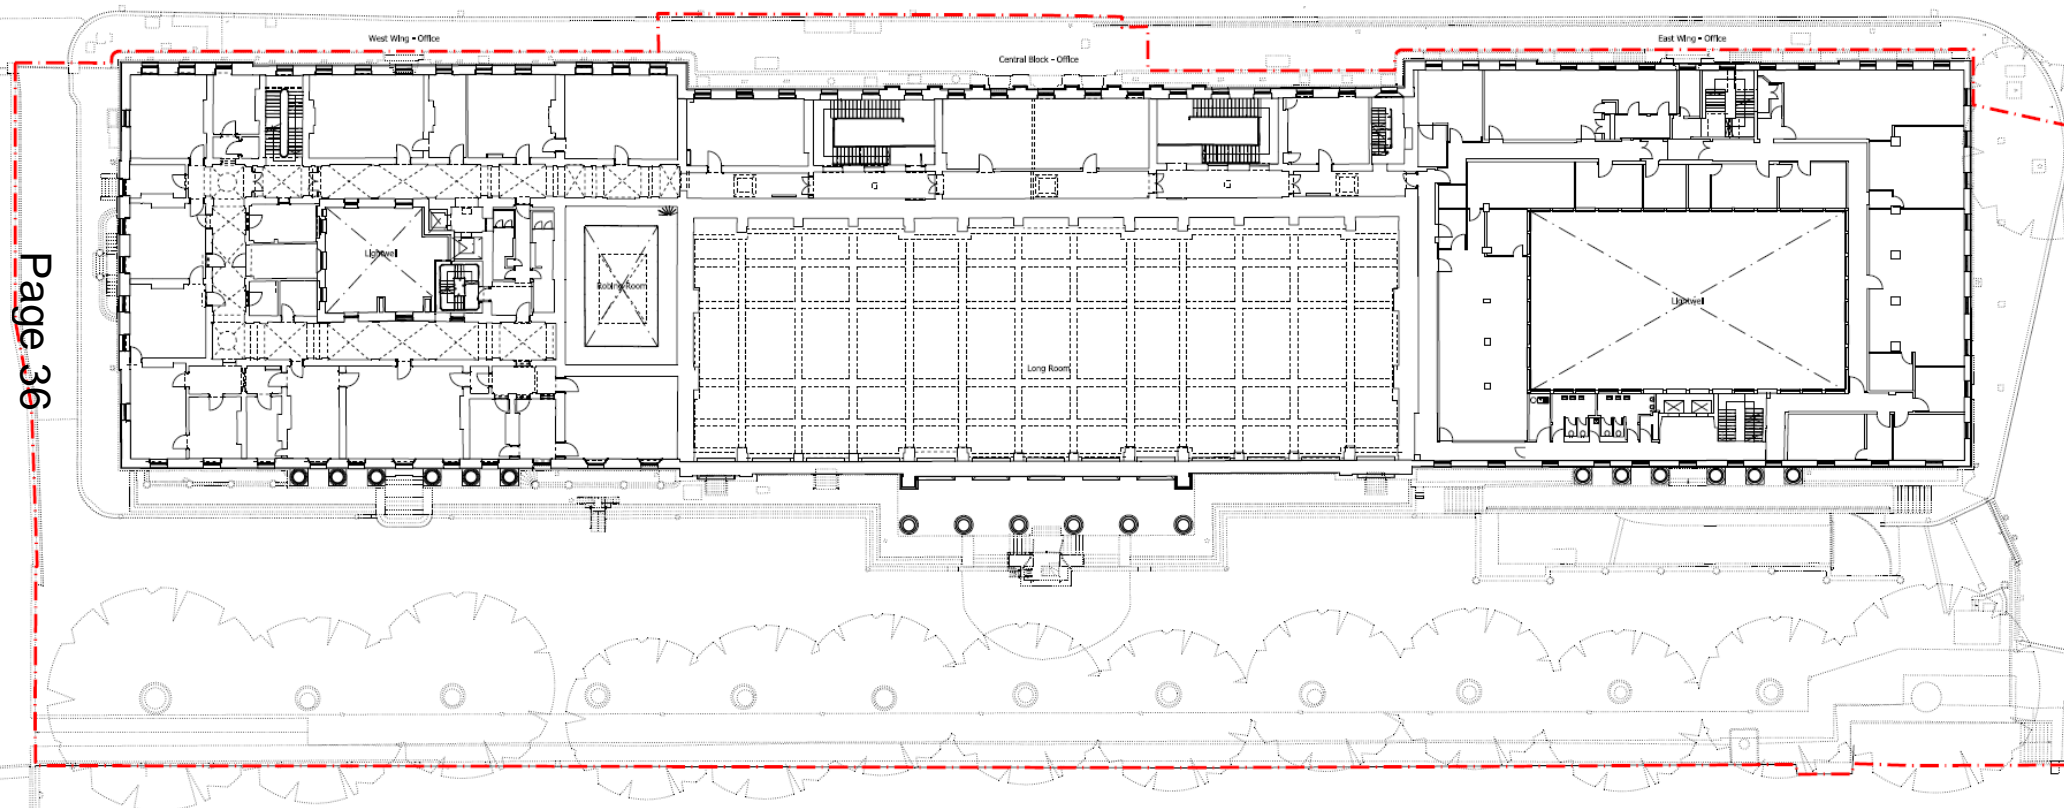 West Wing - Office
East Wing - Office
Central Block - Office
Lightwell
Robing Room
Lightwell
Long Room
Page 36